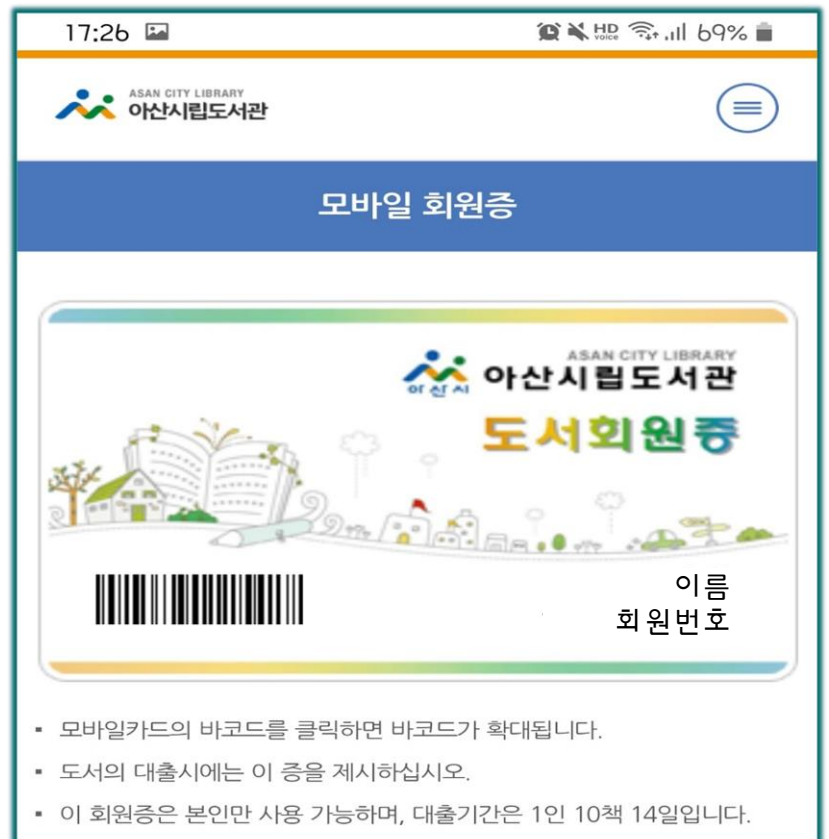 17:26
HD voice
69%
ASAN CITY LIBRARY
아산시립도서관
모바일 회원증
ASAN CITY LIBRARY
아산시 아산시립도서관
도서회원증
이름
회원번호
▪ 모바일카드의 바코드를 클릭하면 바코드가 확대됩니다.
▪ 도서의 대출시에는 이 증을 제시하십시오.
▪ 이 회원증은 본인만 사용 가능하며, 대출기간은 1인 10책 14일입니다.